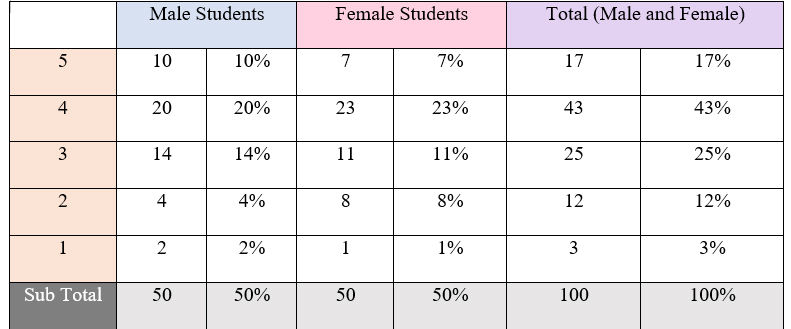 Male Students Female Students Total (Male and Female)
5 10 10% 7 7% 17 17%
4 20 20% 23 23% 43 43%
3 14 14% 11 11% 25 25%
2 4 4% 8 8% 12 12%
1 2 2% 1 1% 3 3%
Sub Total 50 50% 50 50% 100 100%